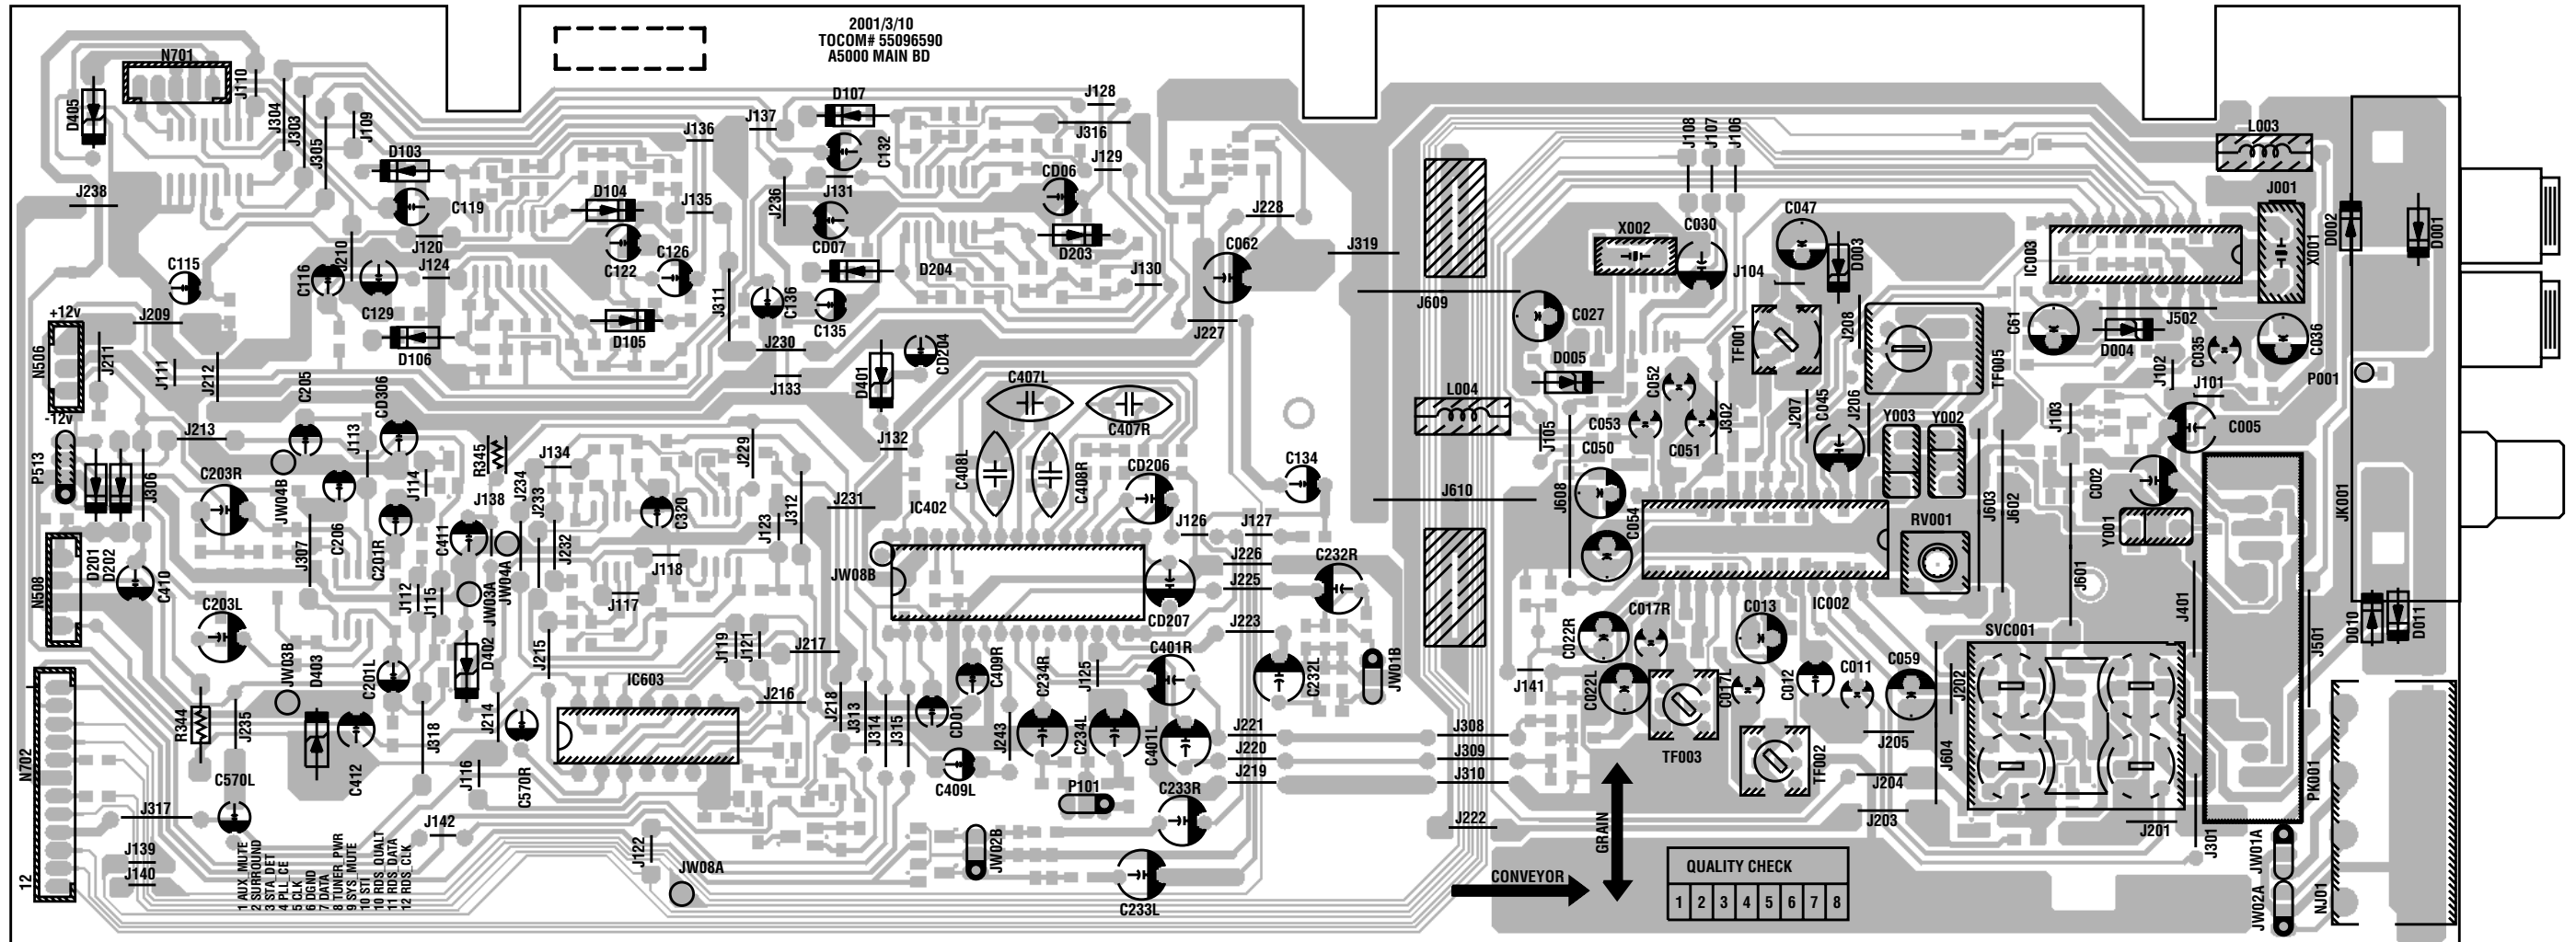 2001/3/10
TOCOM# 55096590
A5000 MAIN BD
N701
D405
J110
J304
J303
J305
J109
D103
C119
J238
J120
J124
J210
C116
C115
C129
D106
D104
C122
C126
D105
J136
J135
J311
J137
D107
C132
J236
J131
CD07
D204
C136
C135
J128
J316
J129
CD06
D203
J130
J228
C062
J227
J319
+12v
N506
-12v
J209
J211
J111
J212
J230
J133
D401
CD204
C205
CD306
J213
J113
P513
J306
D201
D202
C203R
JW04B
J307
C206
C201R
J114
C411
R345
J138
J234
J233
J134
J232
JW04A
JW03A
C320
J229
J312
J123
J118
J117
J231
J132
C407L
C407R
C408L
C408R
CD206
IC402
JW08B
C134
J126
J127
J226
J225
J223
CD207
C232R
N508
C410
C203L
JW03B
D403
C201L
J112
J115
D402
J215
J119
J121
J217
IC603
J216
J218
J313
J314
J315
CD01
C409R
C409L
C234R
J243
C234L
J125
C401R
C401L
C232L
JW01B
J221
J220
J219
P101
C233R
C233L
JW02B
N702
12
R344
J235
C412
J318
J214
J116
C570R
C570L
J317
J139
J140
J142
J122
JW08A
1 AUX_MUTE
2 SURROUND
3 STA_DET
4 PLL_CE
5 CLK
6 DGND
7 DATA
8 TUNER_PWR
9 SYS_MUTE
10 STI
10 RDS_QUALT
11 RDS_DATA
12 RDS_CLK
J609
J610
L004
J105
J608
J108
J107
J106
X002
C030
C047
D003
J104
C027
TF001
J208
TF005
D005
C052
C053
C051
J302
C050
C054
J207
C045
J206
Y003
Y002
RV001
J603
J602
IC002
IC003
C61
J502
D004
C035
C036
J102
J101
J103
C005
C002
Y001
J601
L003
J001
X001
D002
D001
P001
JK001
D010
D011
J401
J501
SVC001
C022R
C017R
C013
C022L
C017L
C012
C011
C059
J202
J604
TF003
TF002
J205
J204
J203
J201
J301
J141
J308
J309
J310
J222
GRAIN
CONVEYOR
QUALITY CHECK
1 2 3 4 5 6 7 8
JW01A
JW02A
PK001
NJ01